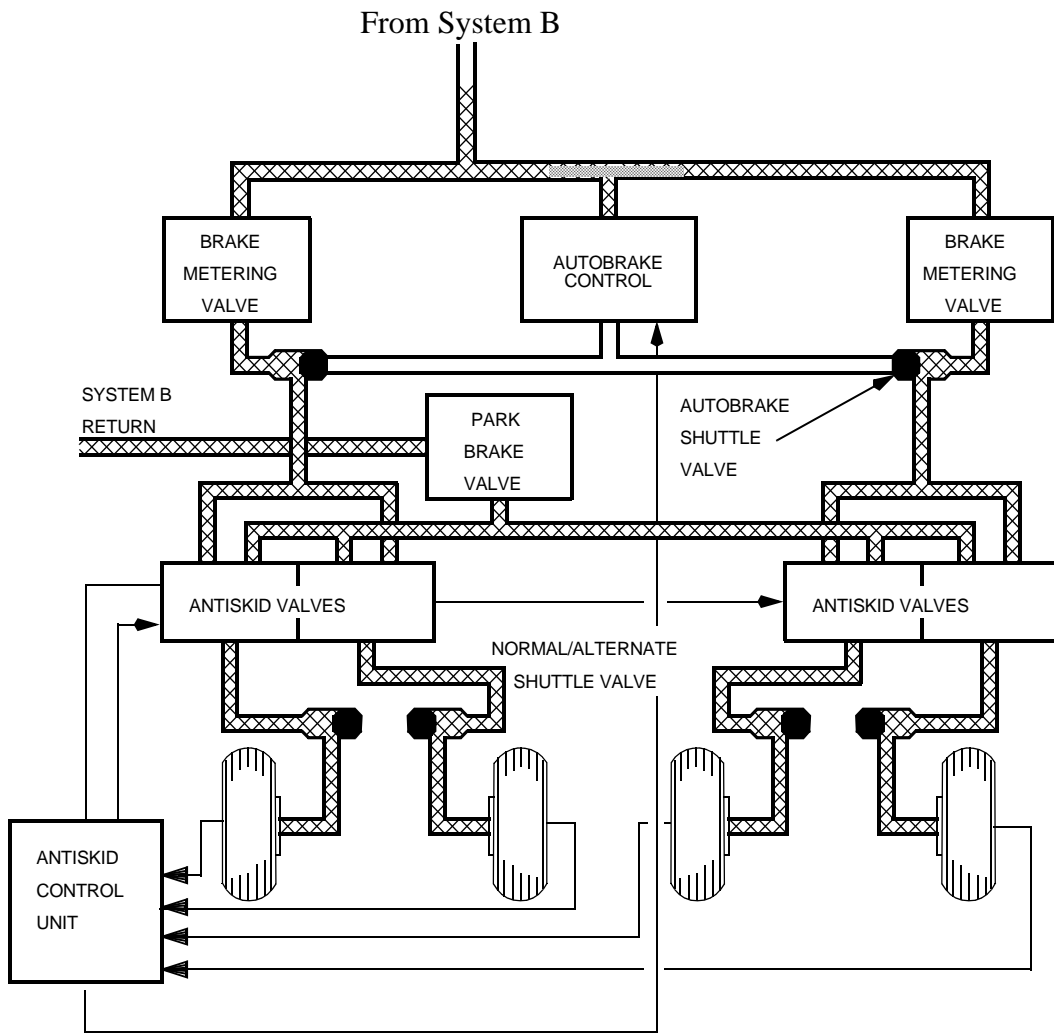 From System B
BRAKE
METERING
VALVE
AUTOBRAKE
CONTROL
BRAKE
METERING
VALVE
SYSTEM B
RETURN
PARK
BRAKE
VALVE
AUTOBRAKE
SHUTTLE
VALVE
ANTISKID VALVES
ANTISKID VALVES
NORMAL/ALTERNATE
SHUTTLE VALVE
ANTISKID
CONTROL
UNIT